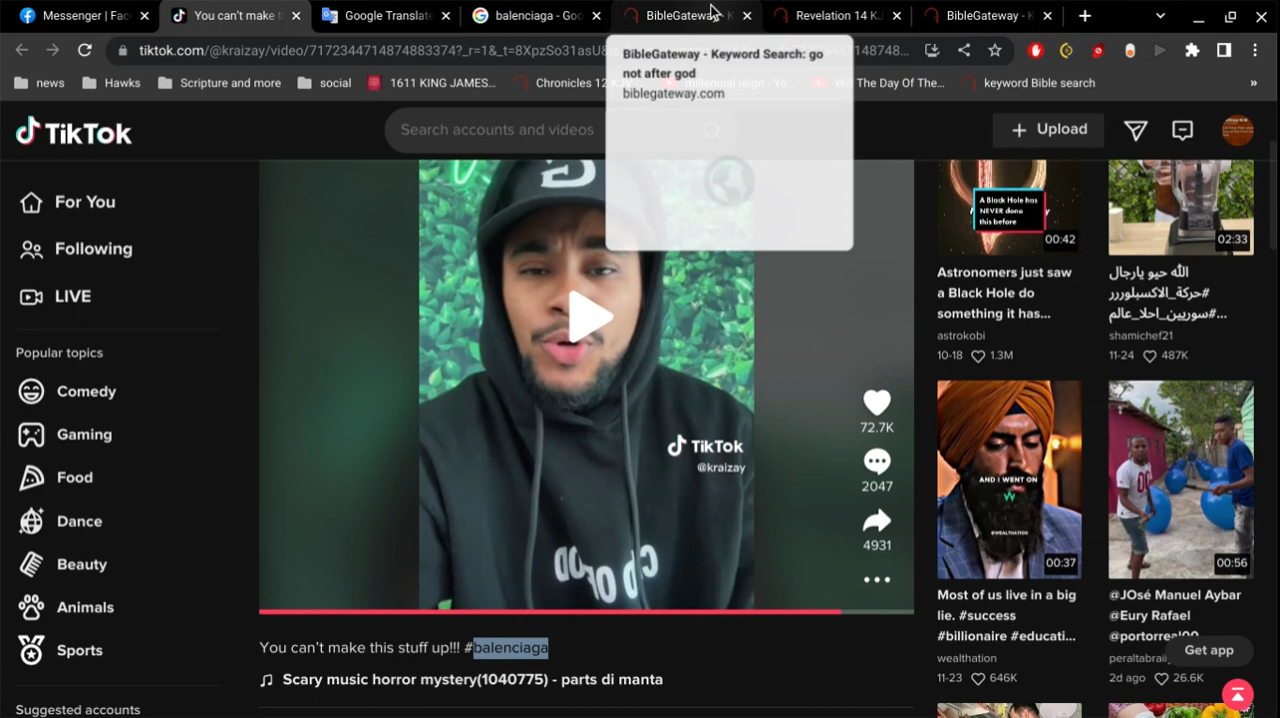 Messenger | Fac
You can't make t
Google Translat
balenciaga - Goo
BibleGateway - K
Revelation 14 KJ
BibleGateway - K
tiktok.com/@kraizay/video/7172344714874883374?_r=1&_t=8XpzSo31asU
news
Hawks
Scripture and more
social
1611 KING JAMES...
Chronicles 12 K
millennial reign - Yo...
Will The Day Of The...
keyword Bible search
»
BibleGateway - Keyword Search: go
not after god
biblegateway.com
TikTok
Search accounts and videos
+ Upload
For You
Following
LIVE
Popular topics
Comedy
Gaming
Food
Dance
Beauty
Animals
Sports
Suggested accounts
TikTok
@kraizay
72.7K
2047
4931
You can't make this stuff up!!! #balenciaga
Scary music horror mystery(1040775) - parts di manta
A Black Hole has
NEVER done
this before
00:42
Astronomers just saw
a Black Hole do
something it has...
astrokobi
10-18 1.3M
02:33
الله حيو يارجال
#حركة_الاكسبلوررر
#سوريين_احلا_عالم...
shamichef21
11-24 487K
AND I WENT ON
@WEALTHNATION
00:37
Most of us live in a big
lie. #success
#billionaire #educati...
wealthation
11-23 646K
00:56
@JOsé Manuel Aybar
@Eury Rafael
@portorreal00
2d ago 26.6K
Get app